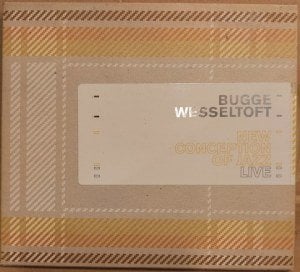 BUGGE
WESSELTOFT
NEW
CONCEPTION
OF JAZZ
LIVE